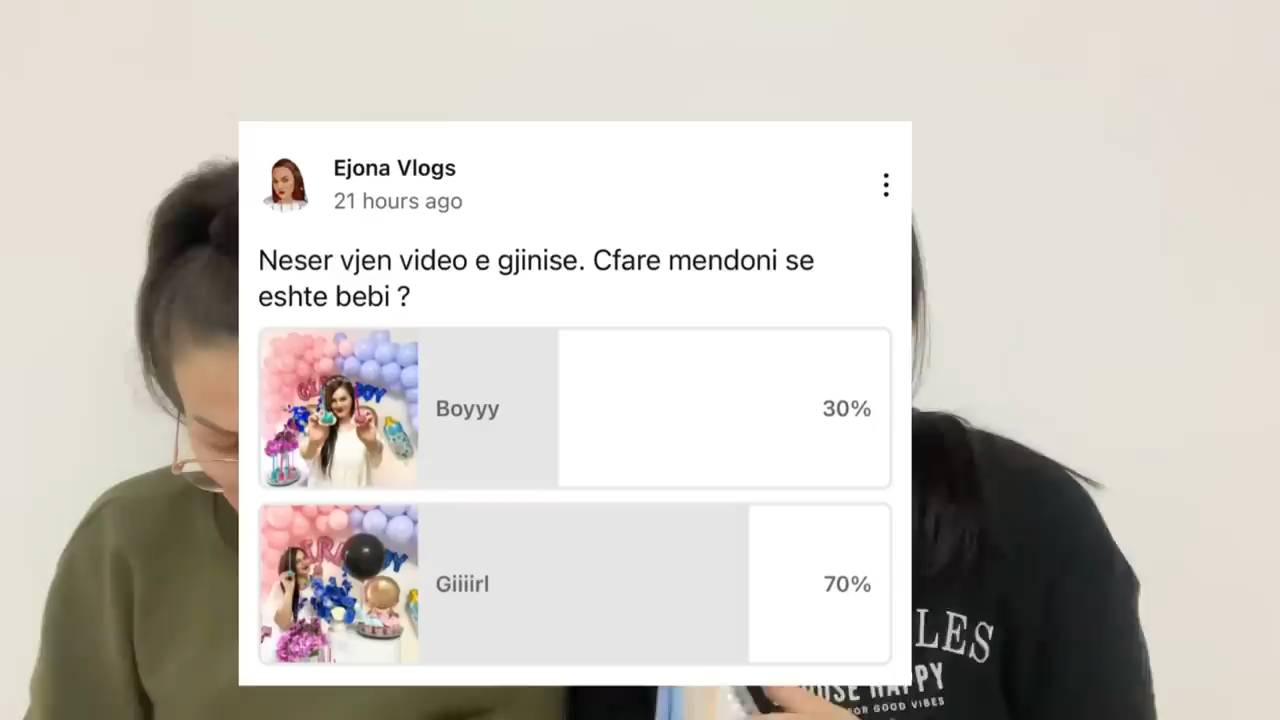 Ejona Vlogs
21 hours ago
Neser vjen video e gjinise. Cfare mendoni se
eshte bebi ?
Boyyy
30%
Giiiirl
70%
LES
HAPPY
FOR GOOD VIBES